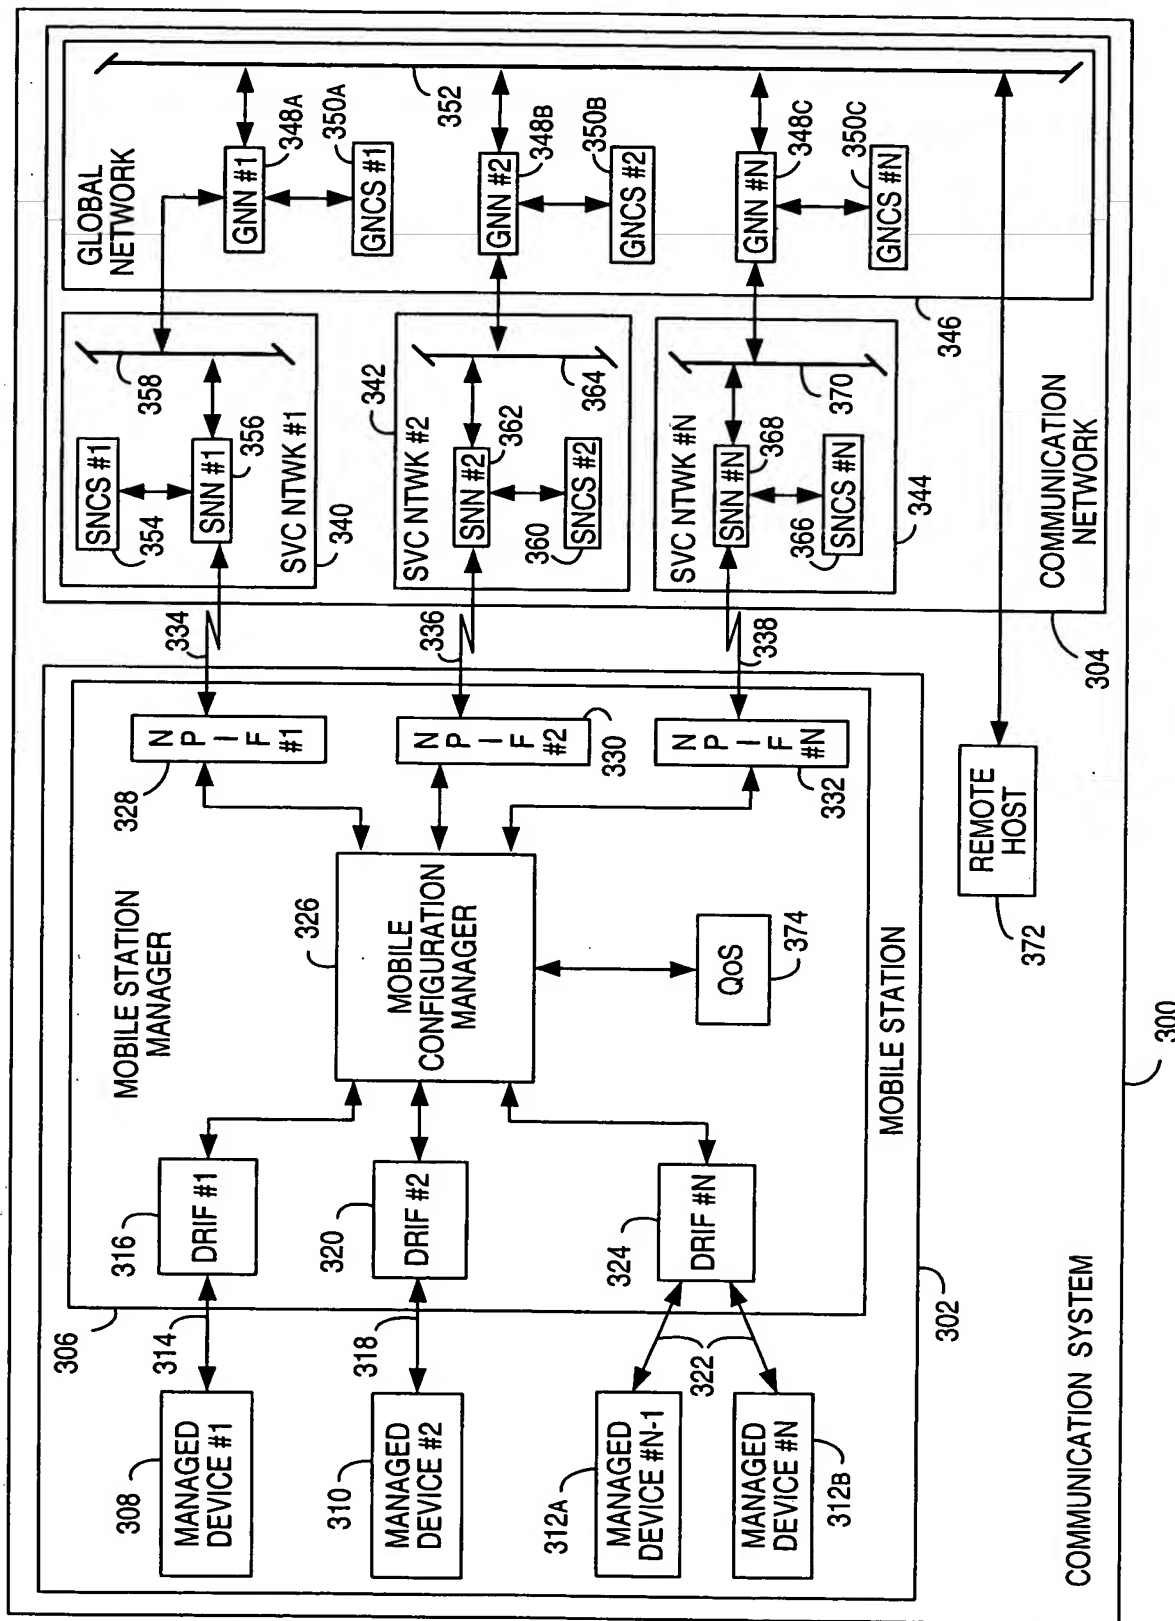 COMMUNICATION SYSTEM
300
MOBILE STATION
302
MOBILE STATION
MANAGER
306
MANAGED
DEVICE #1
308
314
DRIF #1
316
MANAGED
DEVICE #2
310
318
DRIF #2
320
MANAGED
DEVICE #N-1
312A
MANAGED
DEVICE #N
312B
322
DRIF #N
324
MOBILE
CONFIGURATION
MANAGER
326
QoS
374
N
P
I
F
#1
328
N
P
I
F
#2
330
N
P
I
F
#N
332
334
336
338
COMMUNICATION
NETWORK
304
SVC NTWK #1
340
SNCS #1
354
SNN #1
356
358
SVC NTWK #2
342
SNN #2
362
SNCS #2
360
364
SVC NTWK #N
344
SNN #N
368
SNCS #N
366
370
GLOBAL
NETWORK
346
GNN #1
348A
GNCS #1
350A
GNN #2
348B
GNCS #2
350B
GNN #N
348C
GNCS #N
350C
352
REMOTE
HOST
372